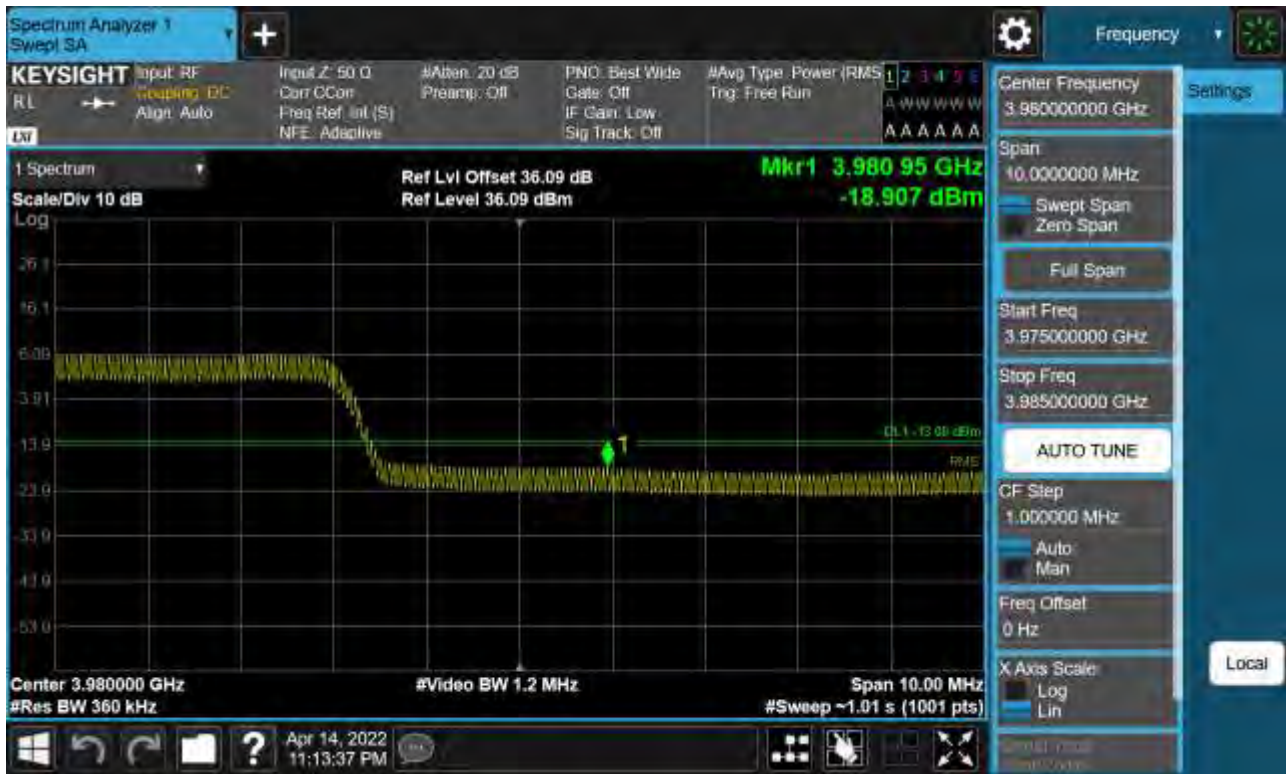 Spectrum Analyzer 1
Swept SA
+
Frequency
KEYSIGHT
RL
Input: RF
Coupling: DC
Align: Auto
Input Z: 50 Ω
Corr CCorr
Freq Ref: Int (S)
NFE: Adaptive
#Atten: 20 dB
Preamp: Off
PNO: Best Wide
Gate: Off
IF Gain: Low
Sig Track: Off
#Avg Type: Power (RMS
Trig: Free Run
1 2 3 4 5 6
A W W W W W
A A A A A A
1 Spectrum
Scale/Div 10 dB
Log
Ref Lvl Offset 36.09 dB
Ref Level 36.09 dBm
Mkr1 3.980 95 GHz
-18.907 dBm
26.1
16.1
6.09
-3.91
-13.9
-23.9
-33.9
-43.9
-53.9
1
DL1 -13.00 dBm
RMS
Center 3.980000 GHz
#Res BW 360 kHz
#Video BW 1.2 MHz
Span 10.00 MHz
#Sweep ~1.01 s (1001 pts)
Center Frequency
3.980000000 GHz
Settings
Span
10.0000000 MHz
Swept Span
Zero Span
Full Span
Start Freq
3.975000000 GHz
Stop Freq
3.985000000 GHz
AUTO TUNE
CF Step
1.000000 MHz
Auto
Man
Freq Offset
0 Hz
X Axis Scale
Log
Lin
Local
?
Apr 14, 2022
11:13:37 PM